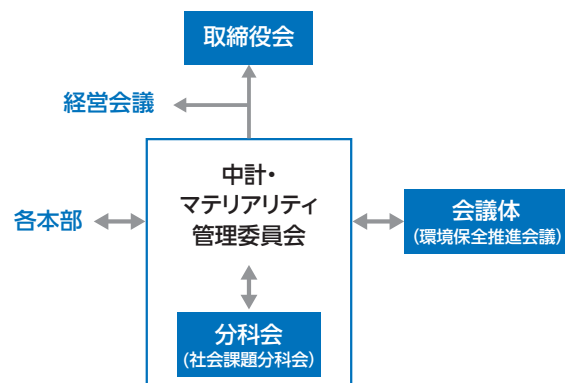 取締役会
経営会議
中計・
マテリアリティ
管理委員会
各本部
会議体
(環境保全推進会議)
分科会
(社会課題分科会)